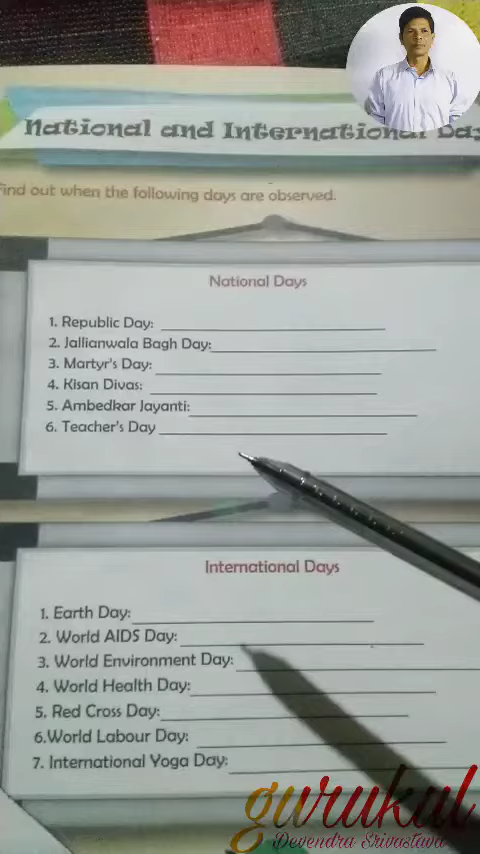 National and International Day
Find out when the following days are observed.
National Days
1. Republic Day:
2. Jallianwala Bagh Day:
3. Martyr's Day:
4. Kisan Divas:
5. Ambedkar Jayanti:
6. Teacher's Day
International Days
1. Earth Day:
2. World AIDS Day:
3. World Environment Day:
4. World Health Day:
5. Red Cross Day:
6.World Labour Day:
7. International Yoga Day:
gurukul
Devendra Srivastava